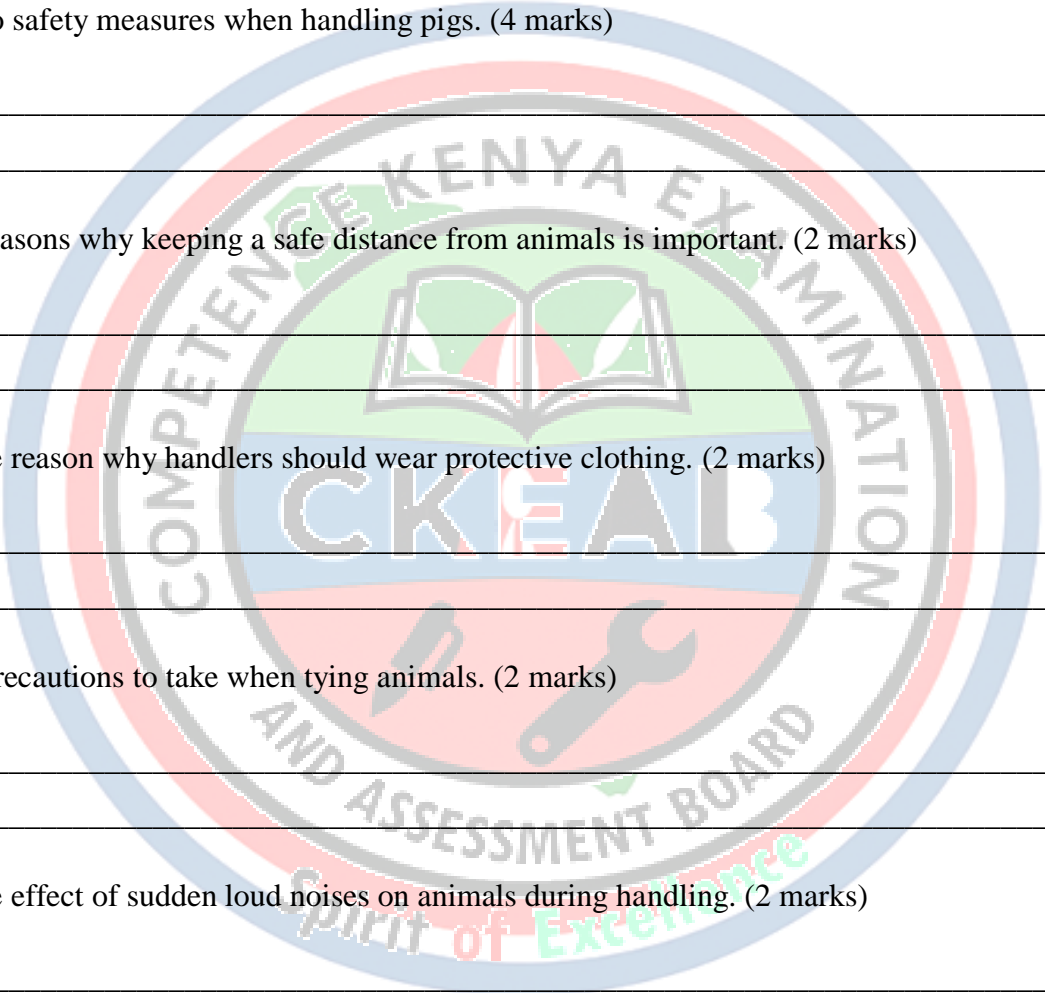 o safety measures when handling pigs. (4 marks)
easons why keeping a safe distance from animals is important. (2 marks)
e reason why handlers should wear protective clothing. (2 marks)
recautions to take when tying animals. (2 marks)
e effect of sudden loud noises on animals during handling. (2 marks)
COMPETENCE KENYA EXAMINATION
CKEAB
AND ASSESSMENT BOARD
Spirit of Excellence